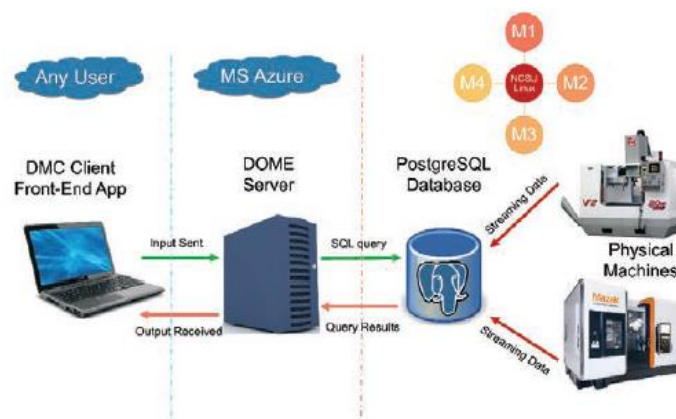 Any User
MS Azure
M1
M4
NCSU
Linux
M2
M3
DMC Client
Front-End App
DOME
Server
PostgreSQL
Database
Streaming Data
Physical
Machines
Input Sent
SQL query
Output Received
Query Results
Streaming Data
Mazak